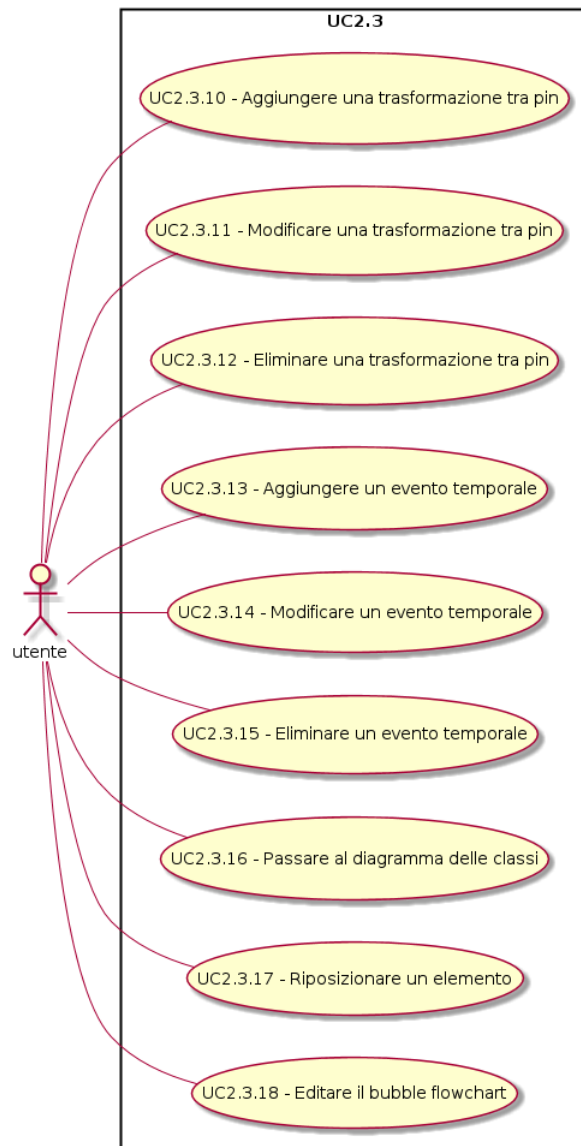 UC2.3
UC2.3.10 - Aggiungere una trasformazione tra pin
UC2.3.11 - Modificare una trasformazione tra pin
UC2.3.12 - Eliminare una trasformazione tra pin
UC2.3.13 - Aggiungere un evento temporale
UC2.3.14 - Modificare un evento temporale
utente
UC2.3.15 - Eliminare un evento temporale
UC2.3.16 - Passare al diagramma delle classi
UC2.3.17 - Riposizionare un elemento
UC2.3.18 - Editare il bubble flowchart